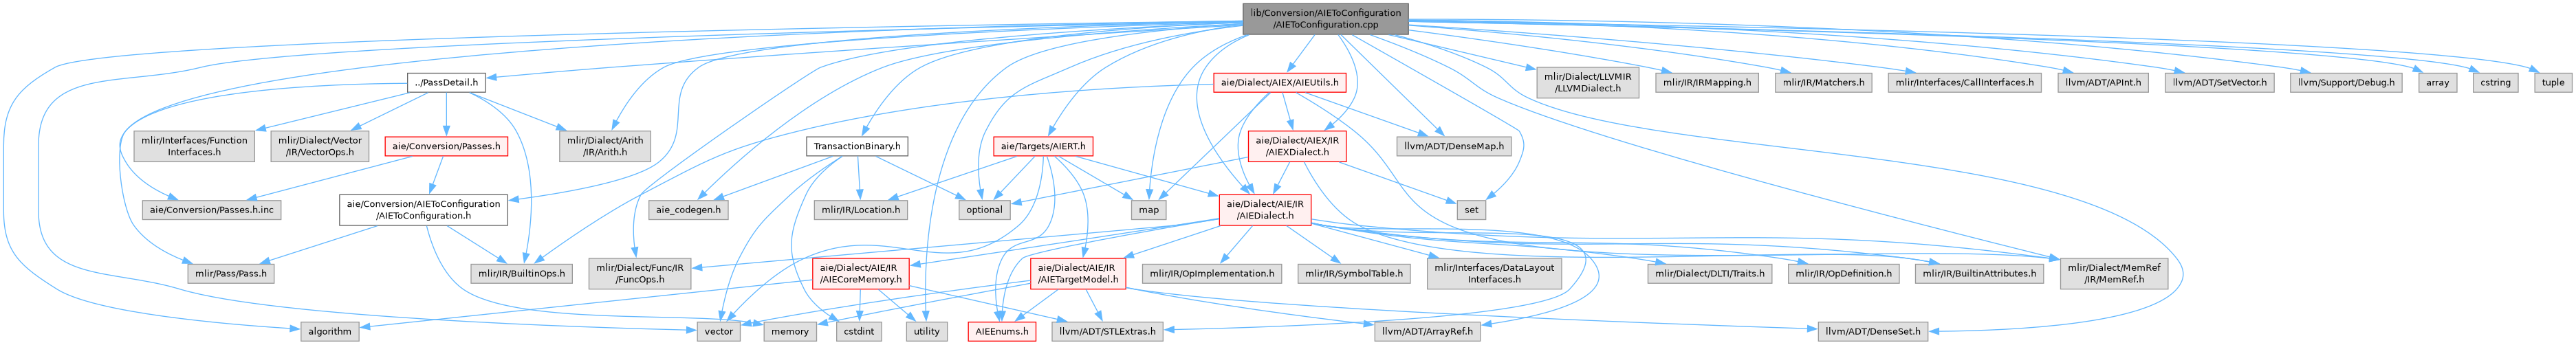 lib/Conversion/AIEToConfiguration
/AIEToConfiguration.cpp
../PassDetail.h
aie/Dialect/AIEX/AIEUtils.h
mlir/Dialect/LLVMIR
/LLVMDialect.h
mlir/IR/IRMapping.h
mlir/IR/Matchers.h
mlir/Interfaces/CallInterfaces.h
llvm/ADT/APInt.h
llvm/ADT/SetVector.h
llvm/Support/Debug.h
array
cstring
tuple
mlir/Interfaces/Function
Interfaces.h
mlir/Dialect/Vector
/IR/VectorOps.h
aie/Conversion/Passes.h
mlir/Dialect/Arith
/IR/Arith.h
TransactionBinary.h
aie/Targets/AIERT.h
aie/Dialect/AIEX/IR
/AIEXDialect.h
llvm/ADT/DenseMap.h
aie/Conversion/Passes.h.inc
aie/Conversion/AIEToConfiguration
/AIEToConfiguration.h
aie_codegen.h
mlir/IR/Location.h
optional
map
aie/Dialect/AIE/IR
/AIEDialect.h
set
mlir/Pass/Pass.h
mlir/IR/BuiltinOps.h
mlir/Dialect/Func/IR
/FuncOps.h
aie/Dialect/AIE/IR
/AIECoreMemory.h
aie/Dialect/AIE/IR
/AIETargetModel.h
mlir/IR/OpImplementation.h
mlir/IR/SymbolTable.h
mlir/Interfaces/DataLayout
Interfaces.h
mlir/Dialect/DLTI/Traits.h
mlir/IR/OpDefinition.h
mlir/IR/BuiltinAttributes.h
mlir/Dialect/MemRef
/IR/MemRef.h
algorithm
vector
memory
cstdint
utility
AIEEnums.h
llvm/ADT/STLExtras.h
llvm/ADT/ArrayRef.h
llvm/ADT/DenseSet.h